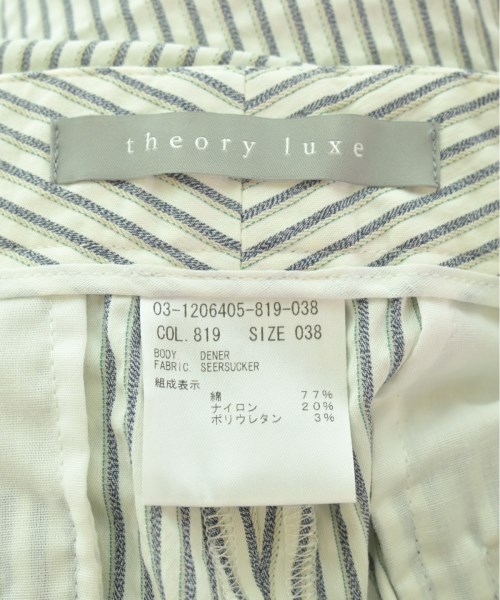 theory luxe
03-1206405-819-038
COL.819 SIZE 038
BODY DENER
FABRIC. SEERSUCKER
組成表示
綿 77%
ナイロン 20%
ポリウレタン 3%